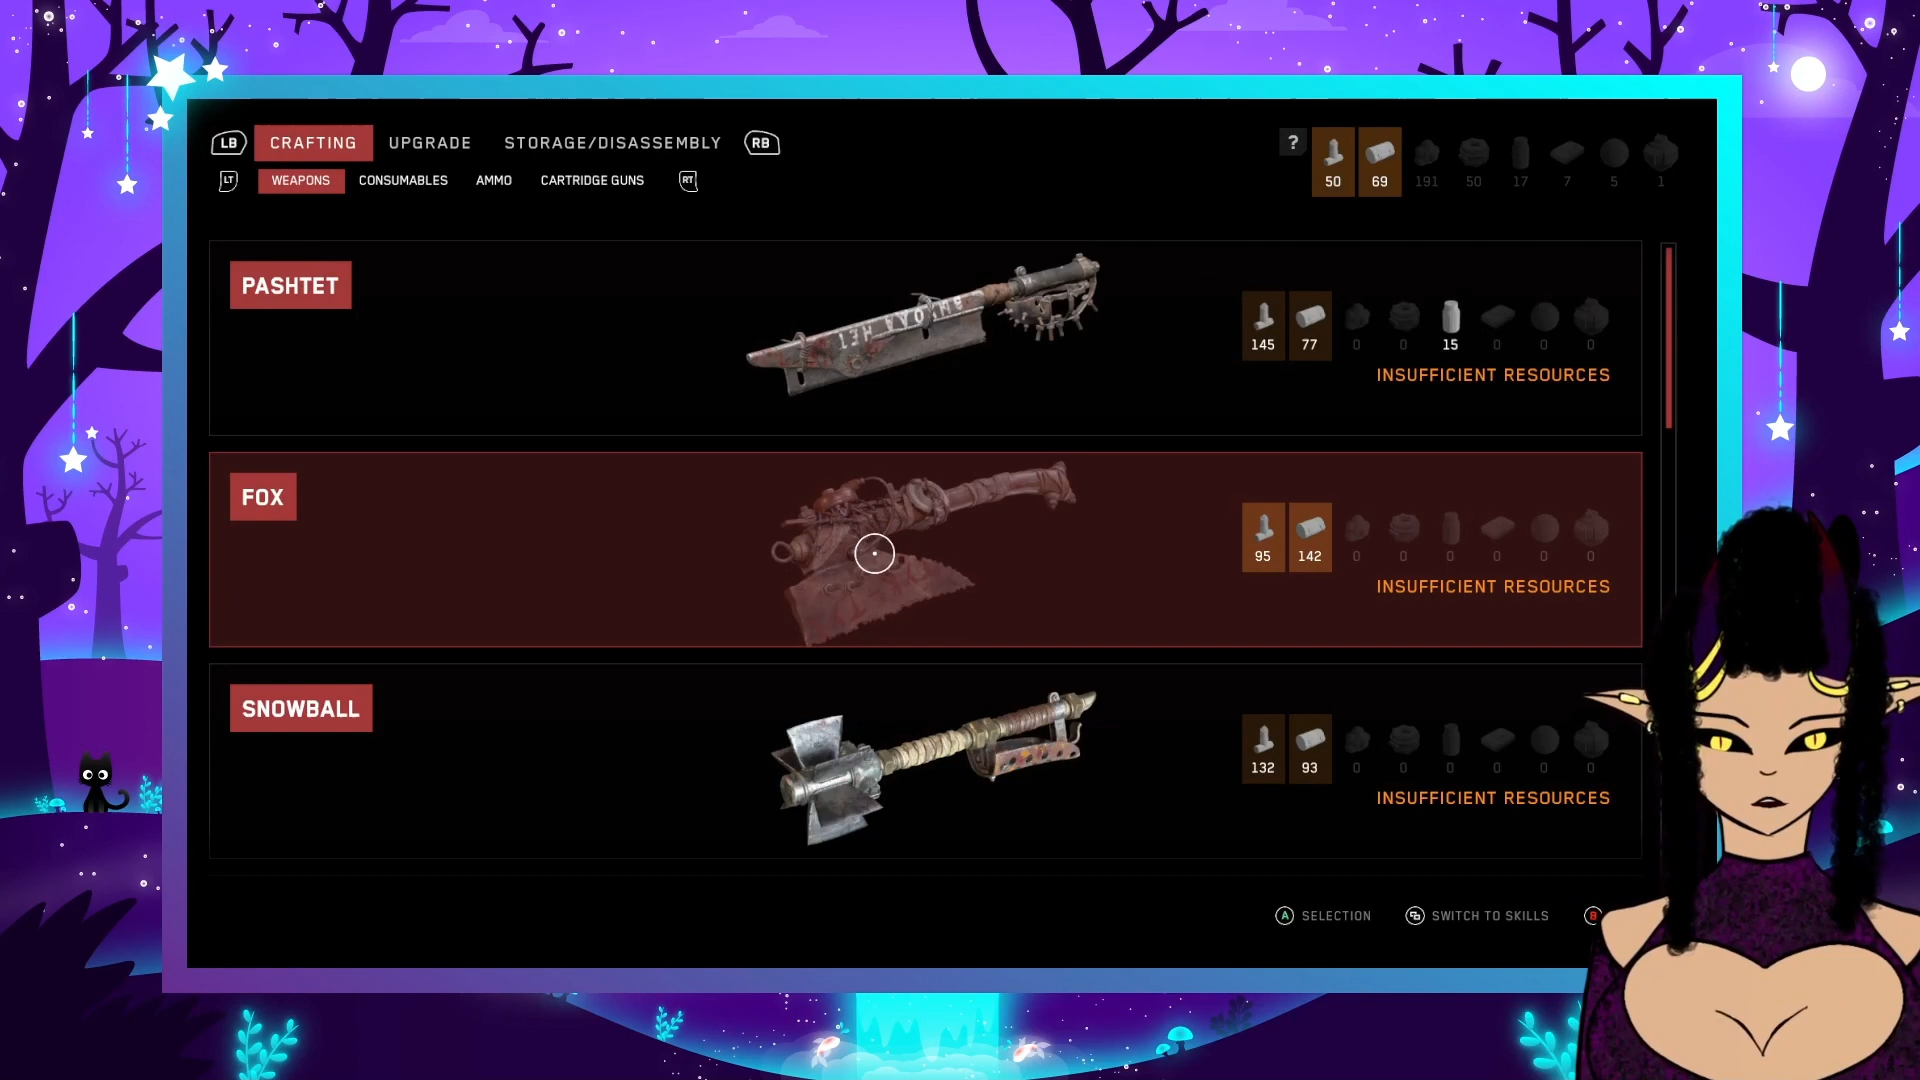 LB CRAFTING UPGRADE STORAGE/DISASSEMBLY RB
LT WEAPONS CONSUMABLES AMMO CARTRIDGE GUNS RT
?
50 69 191 50 17 7 5 1
PASHTET
145 77 0 0 15 0 0 0
INSUFFICIENT RESOURCES
FOX
95 142 0 0 0 0 0 0
INSUFFICIENT RESOURCES
SNOWBALL
132 93 0 0 0 0 0 0
INSUFFICIENT RESOURCES
A SELECTION SWITCH TO SKILLS B